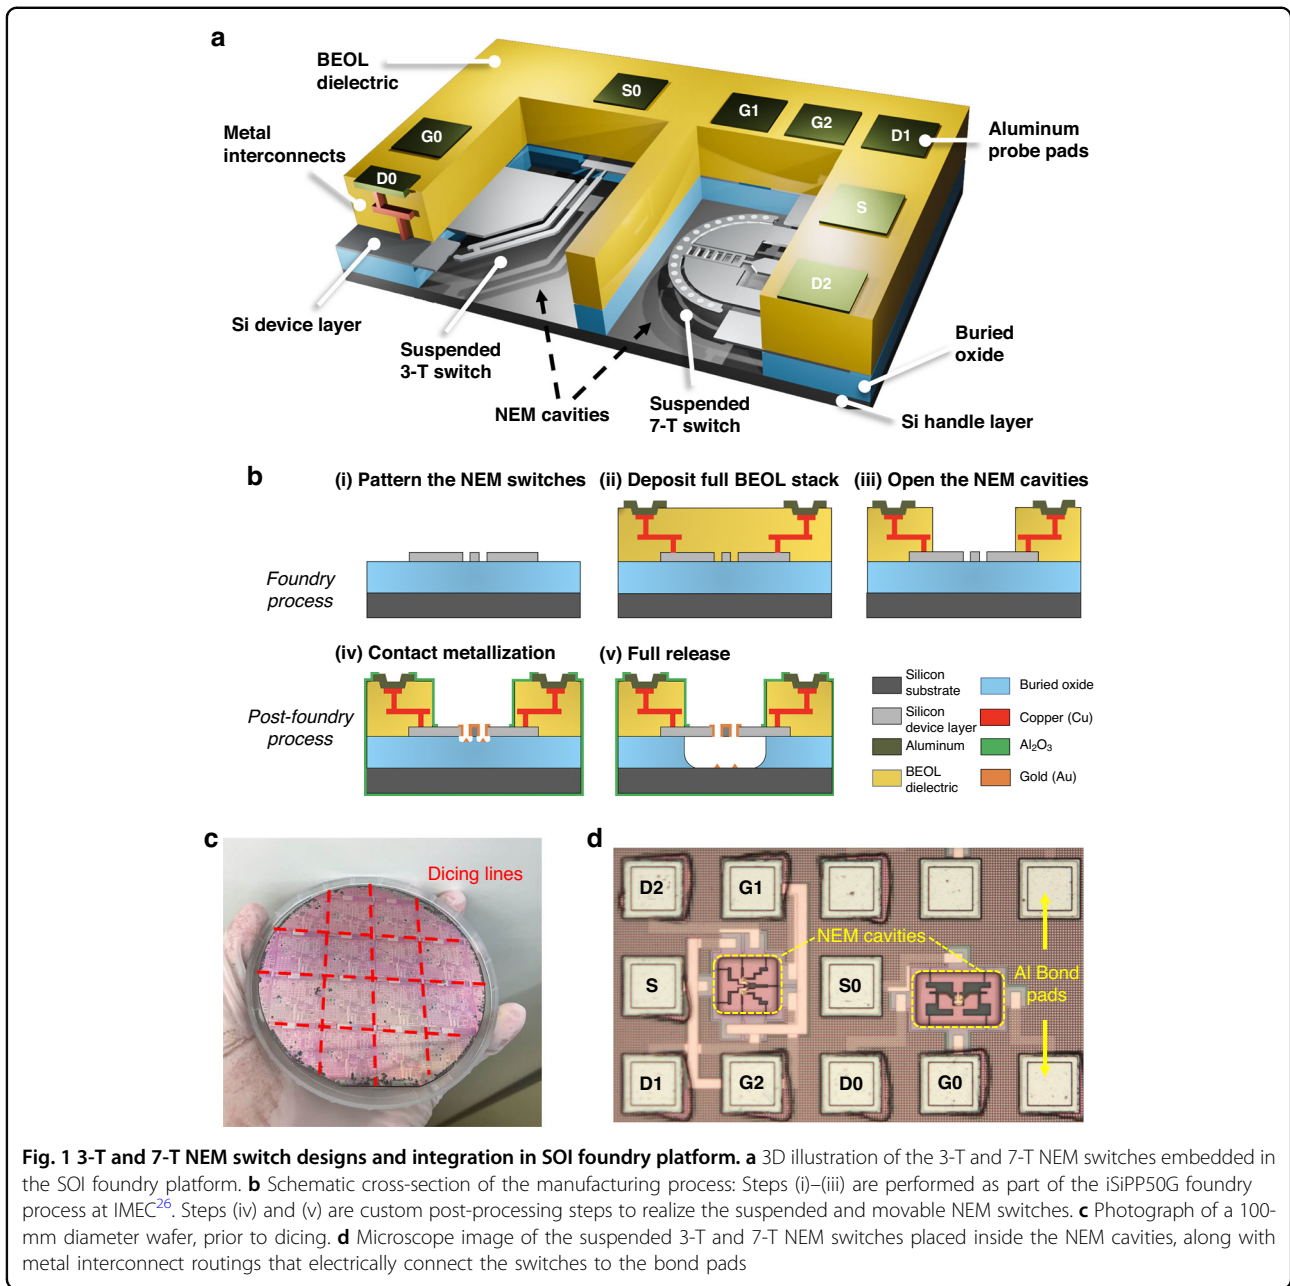 a
BEOL
dielectric
S0
G1
G2
D1
Aluminum
probe pads
Metal
interconnects
G0
D0
S
D2
Si device layer
Suspended
3-T switch
NEM cavities
Suspended
7-T switch
Buried
oxide
Si handle layer
b
(i) Pattern the NEM switches
(ii) Deposit full BEOL stack
(iii) Open the NEM cavities
Foundry
process
(iv) Contact metallization
(v) Full release
Post-foundry
process
Silicon
substrate
Buried oxide
Silicon
device layer
Copper (Cu)
Aluminum
Al₂O₃
BEOL
dielectric
Gold (Au)
c
Dicing lines
d
D2
G1
NEM cavities
S
S0
Al Bond
pads
D1
G2
D0
G0
Fig. 1 3-T and 7-T NEM switch designs and integration in SOI foundry platform. a 3D illustration of the 3-T and 7-T NEM switches embedded in
the SOI foundry platform. b Schematic cross-section of the manufacturing process: Steps (i)–(iii) are performed as part of the iSiPP50G foundry
process at IMEC²⁶. Steps (iv) and (v) are custom post-processing steps to realize the suspended and movable NEM switches. c Photograph of a 100-
mm diameter wafer, prior to dicing. d Microscope image of the suspended 3-T and 7-T NEM switches placed inside the NEM cavities, along with
metal interconnect routings that electrically connect the switches to the bond pads